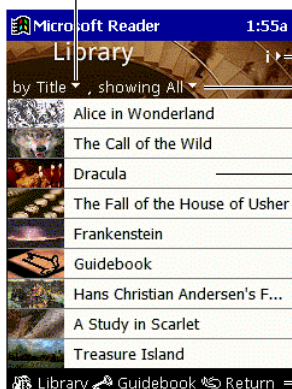 Microsoft Reader 1:55a
Library
by Title , showing All
Alice in Wonderland
The Call of the Wild
Dracula
The Fall of the House of Usher
Frankenstein
Guidebook
Hans Christian Andersen's F...
A Study in Scarlet
Treasure Island
Library Guidebook Return